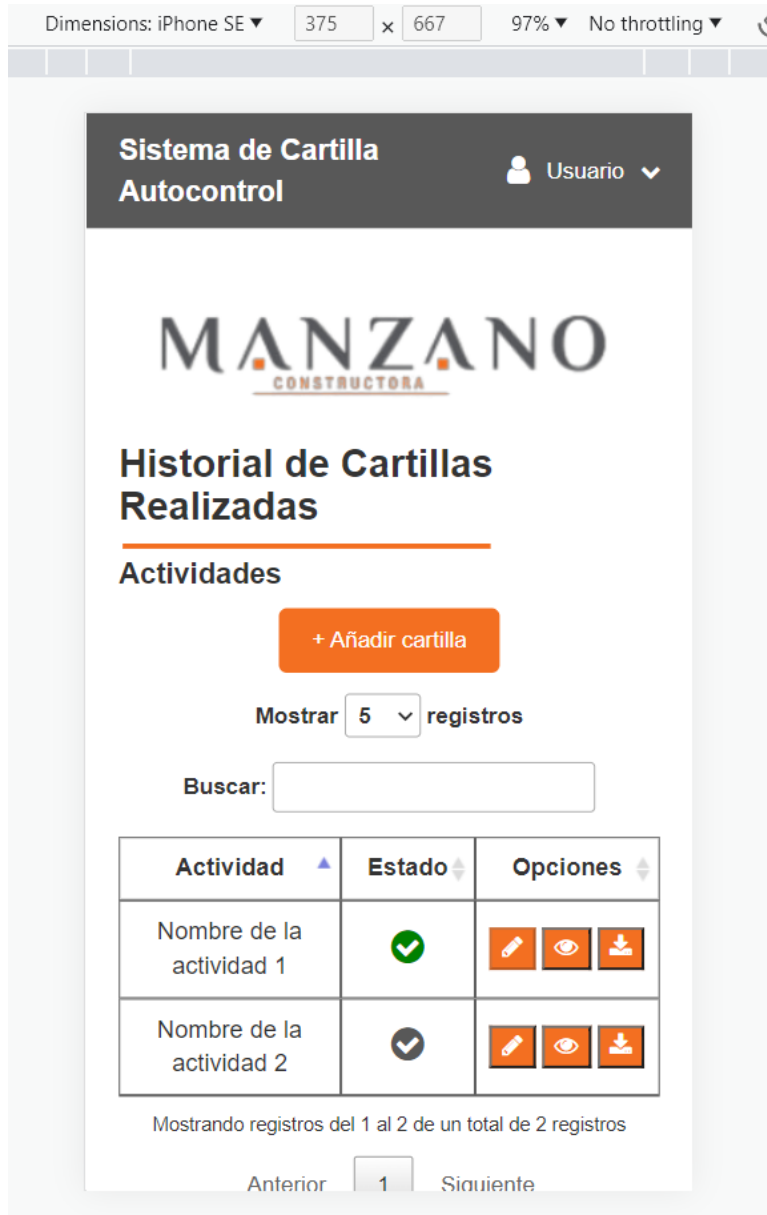 Dimensions: iPhone SE ▼ 375 × 667 97% ▼ No throttling ▼
Sistema de Cartilla
Autocontrol
Usuario
MANZANO
CONSTRUCTORA
Historial de Cartillas
Realizadas
Actividades
+ Añadir cartilla
Mostrar 5 registros
Buscar:
Actividad Estado Opciones
Nombre de la
actividad 1
Nombre de la
actividad 2
Mostrando registros del 1 al 2 de un total de 2 registros
Anterior 1 Siguiente